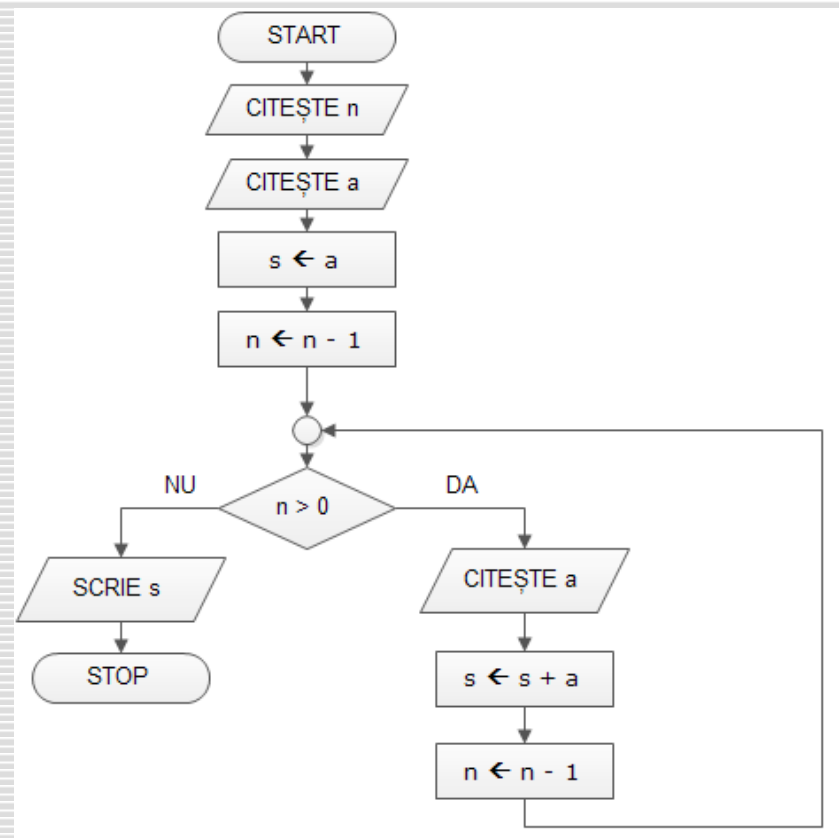 START
CITEȘTE n
CITEȘTE a
s ← a
n ← n - 1
n > 0
NU
DA
SCRIE s
STOP
CITEȘTE a
s ← s + a
n ← n - 1